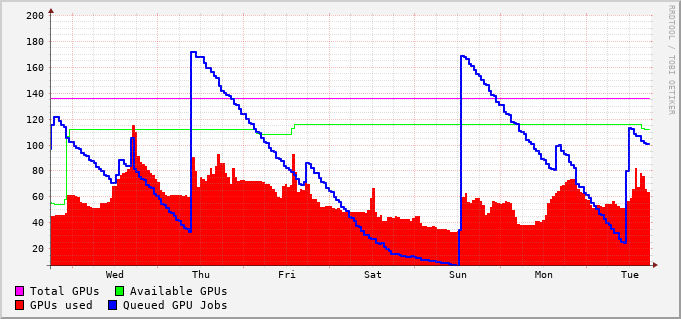 200
180
160
140
120
100
80
60
40
20
Wed Thu Fri Sat Sun Mon Tue
Total GPUs Available GPUs
GPUs used Queued GPU Jobs
RRDTOOL / TOBI OETIKER